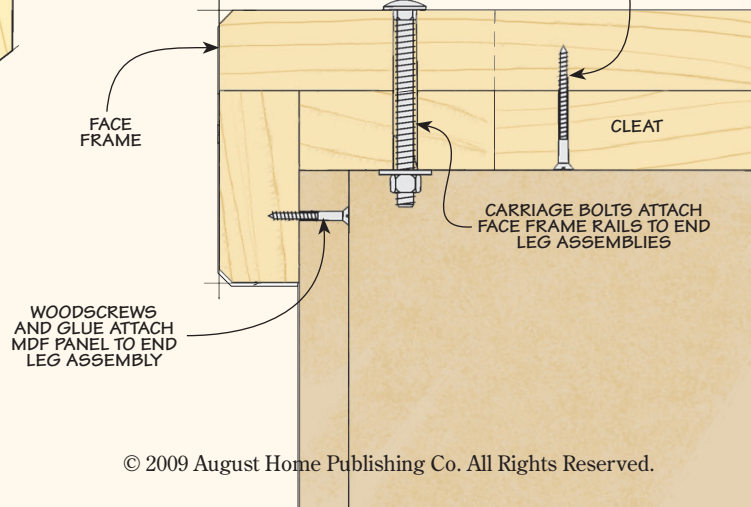 FACE
FRAME
CLEAT
CARRIAGE BOLTS ATTACH
FACE FRAME RAILS TO END
LEG ASSEMBLIES
WOODSCREWS
AND GLUE ATTACH
MDF PANEL TO END
LEG ASSEMBLY
© 2009 August Home Publishing Co. All Rights Reserved.